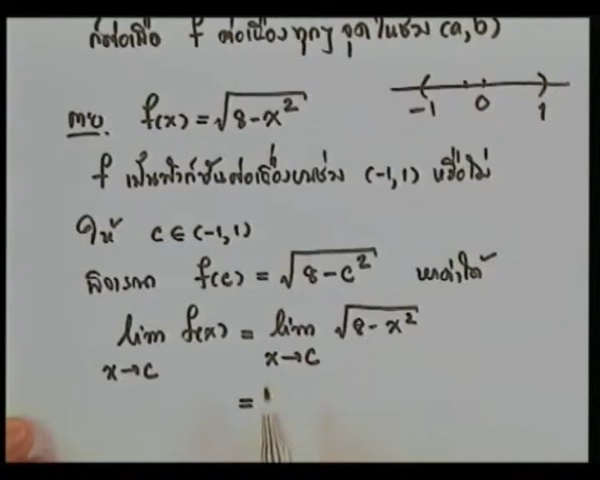 ก็ต่อเมื่อ f ต่อเนื่องทุกๆ จุดในช่วง (a, b)
ตย. f(x) = √(8-x²)
-1 0 1
f เป็นฟังก์ชันต่อเนื่องบนช่วง (-1, 1) หรือไม่
ให้ c ∈ (-1, 1)
พิจารณา f(c) = √(8-c²) หาค่าได้
lim f(x) = lim √(8-x²)
x→c x→c
=